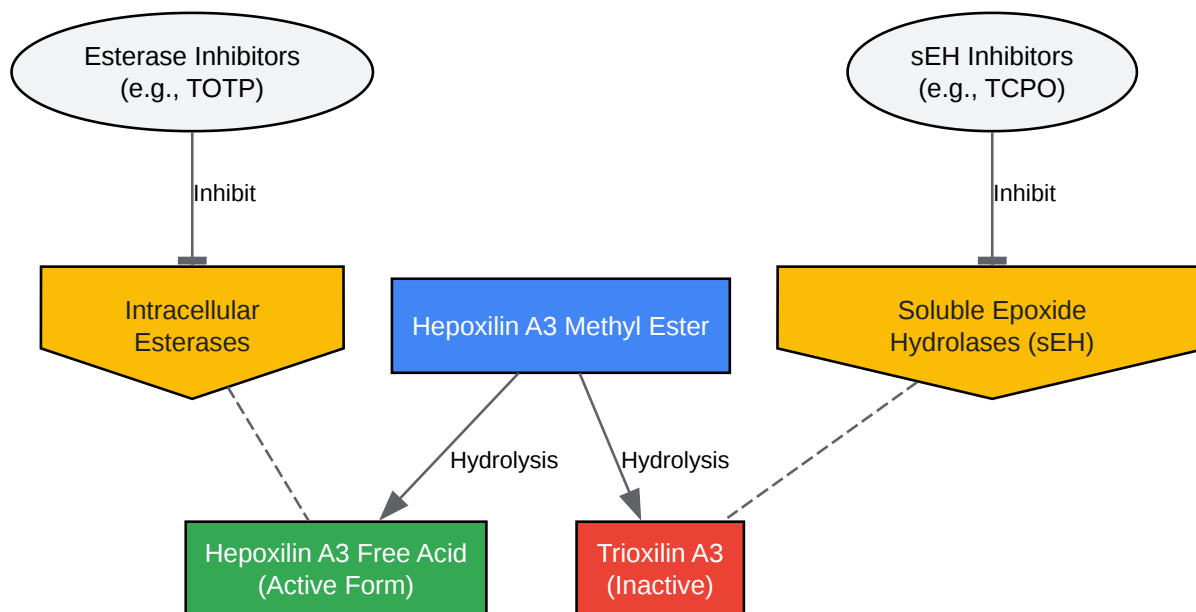 Esterase Inhibitors
(e.g., TOTP)
sEH Inhibitors
(e.g., TCPO)
Inhibit
Inhibit
Intracellular
Esterases
Hepoxilin A3 Methyl Ester
Soluble Epoxide
Hydrolases (sEH)
Hydrolysis
Hydrolysis
Hepoxilin A3 Free Acid
(Active Form)
Trioxilin A3
(Inactive)